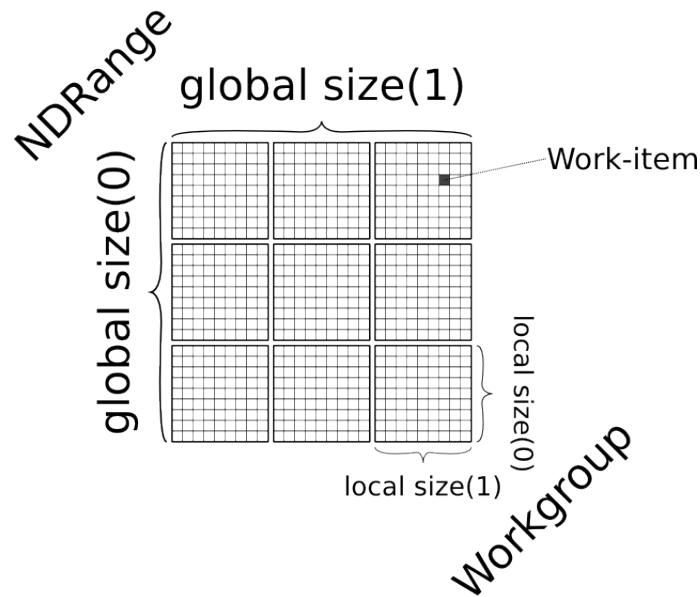 NDRange
global size(1)
global size(0)
Work-item
local size(0)
local size(1)
Workgroup